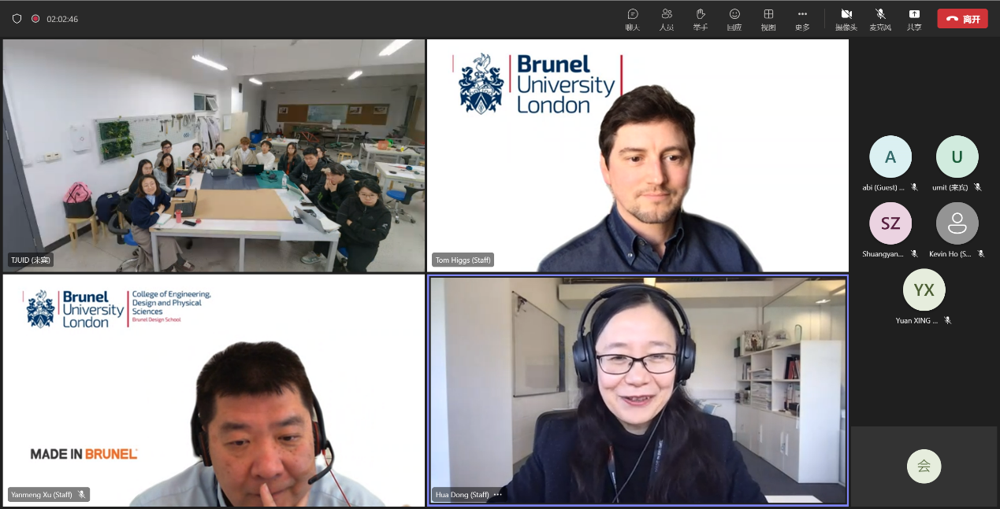 02:02:46
聊天
人员
举手
回应
视图
更多
摄像头
麦克风
共享
离开
TJUID (来宾)
Brunel
University
London
Tom Higgs (Staff)
Brunel
University
London
College of Engineering,
Design and Physical
Sciences
Brunel Design School
MADE IN BRUNEL
Yanmeng Xu (Staff)
Hua Dong (Staff)
A
abi (Guest) ...
U
umit (来宾)
SZ
Shuangyan...
Kevin Ho (S...
YX
Yuan XING ...
会